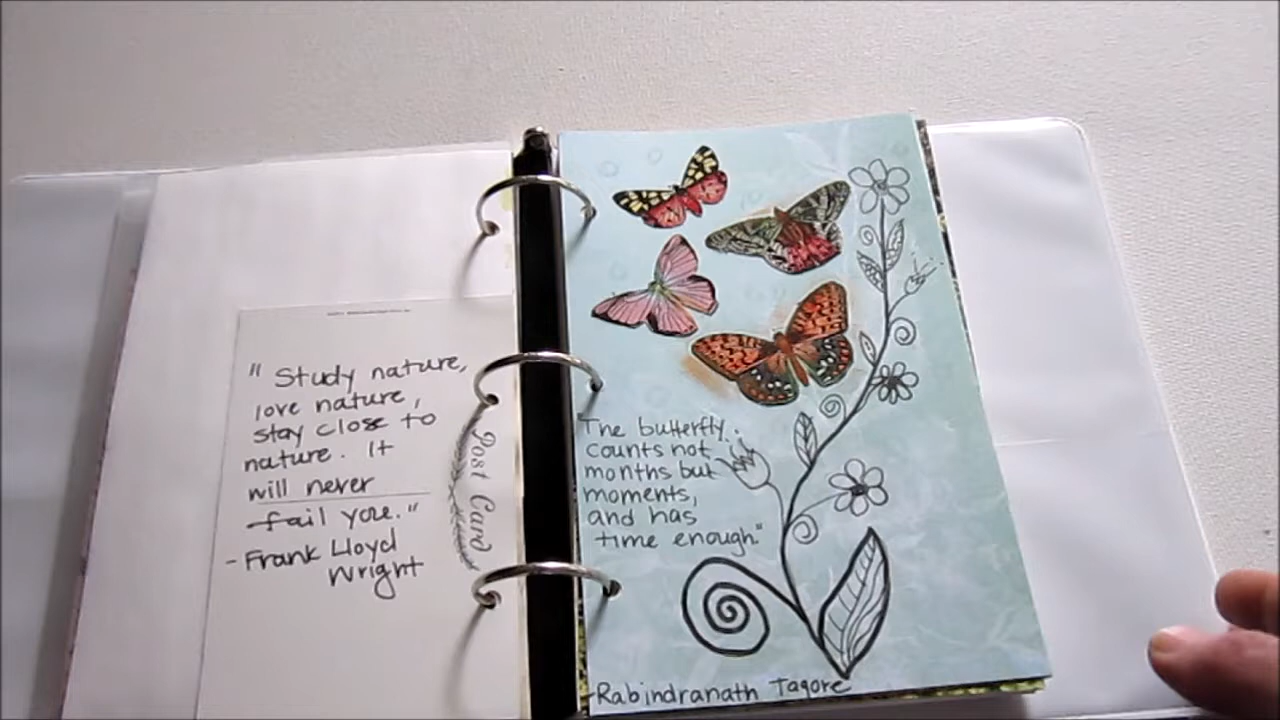 " Study nature,
love nature,
stay close to
nature. It
will never
fail you."
- Frank Lloyd
Wright
Post Card
The butterfly
counts not
months but
moments,
and has
time enough."
-Rabindranath Tagore